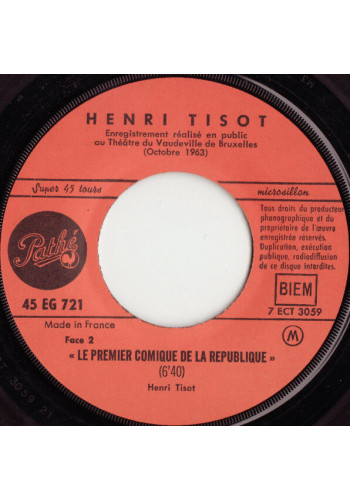 HENRI TISOT
Enregistrement réalisé en public
au Théâtre du Vaudeville de Bruxelles
(Octobre 1963)
Super 45 tours
microsillon
Pathé
Tous droits du producteur
phonographique et du
propriétaire de l'œuvre
enregistrée réservés.
Duplication, exécution
publique, radiodiffusion
de ce disque interdites.
45 EG 721
BIEM
7 ECT 3059
Made in France
Face 2
M
« LE PREMIER COMIQUE DE LA REPUBLIQUE »
(6'40)
Henri Tisot